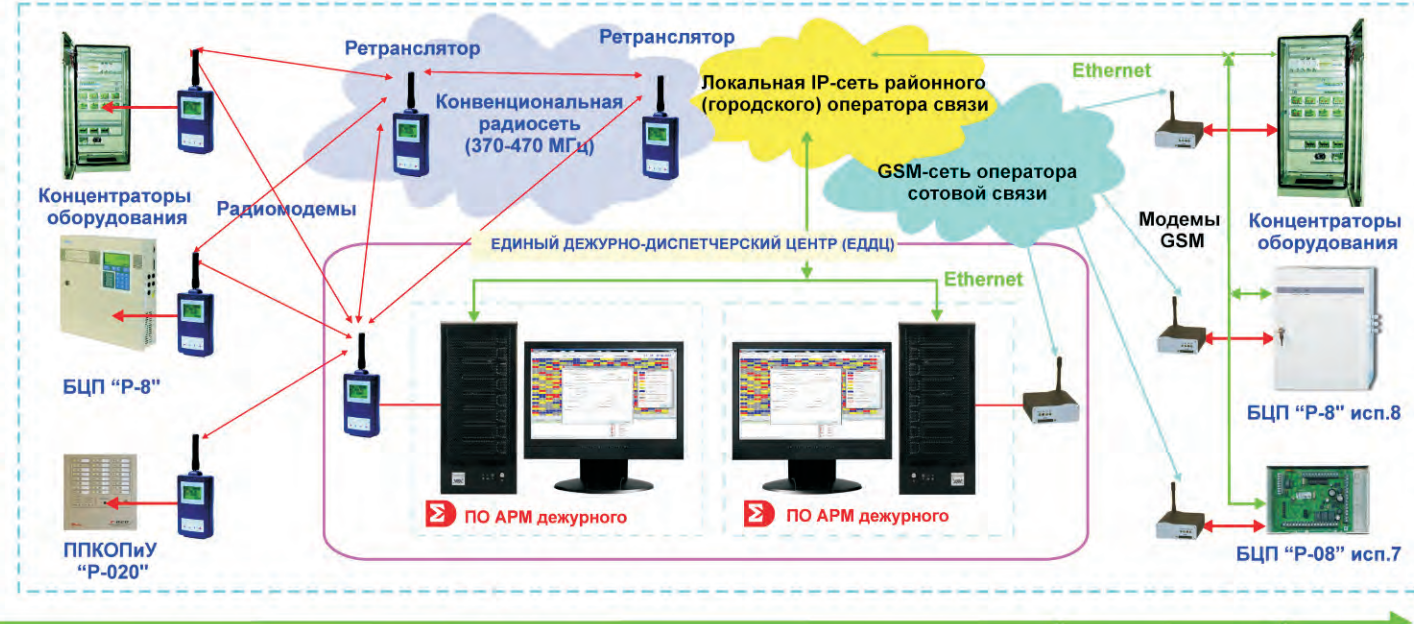 Ретранслятор
Ретранслятор
Конвенциональная
радиосеть
(370-470 МГц)
Локальная IP-сеть районного
(городского) оператора связи
Ethernet
GSM-сеть оператора
сотовой связи
Концентраторы
оборудования
Радиомодемы
Модемы
GSM
Концентраторы
оборудования
ЕДИНЫЙ ДЕЖУРНО-ДИСПЕТЧЕРСКИЙ ЦЕНТР (ЕДДЦ)
Ethernet
БЦП “Р-8"
БЦП “Р-8" исп.8
ПО АРМ дежурного
ПО АРМ дежурного
ППКОПиУ
“Р-020"
БЦП “Р-08” исп.7